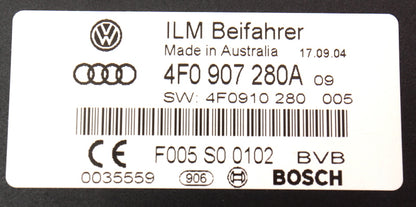 ILM Beifahrer
Made in Australia 17.09.04
4F0 907 280A 09
SW: 4F0910 280 005
CE F005 S0 0102 BVB
0035559 906 BOSCH